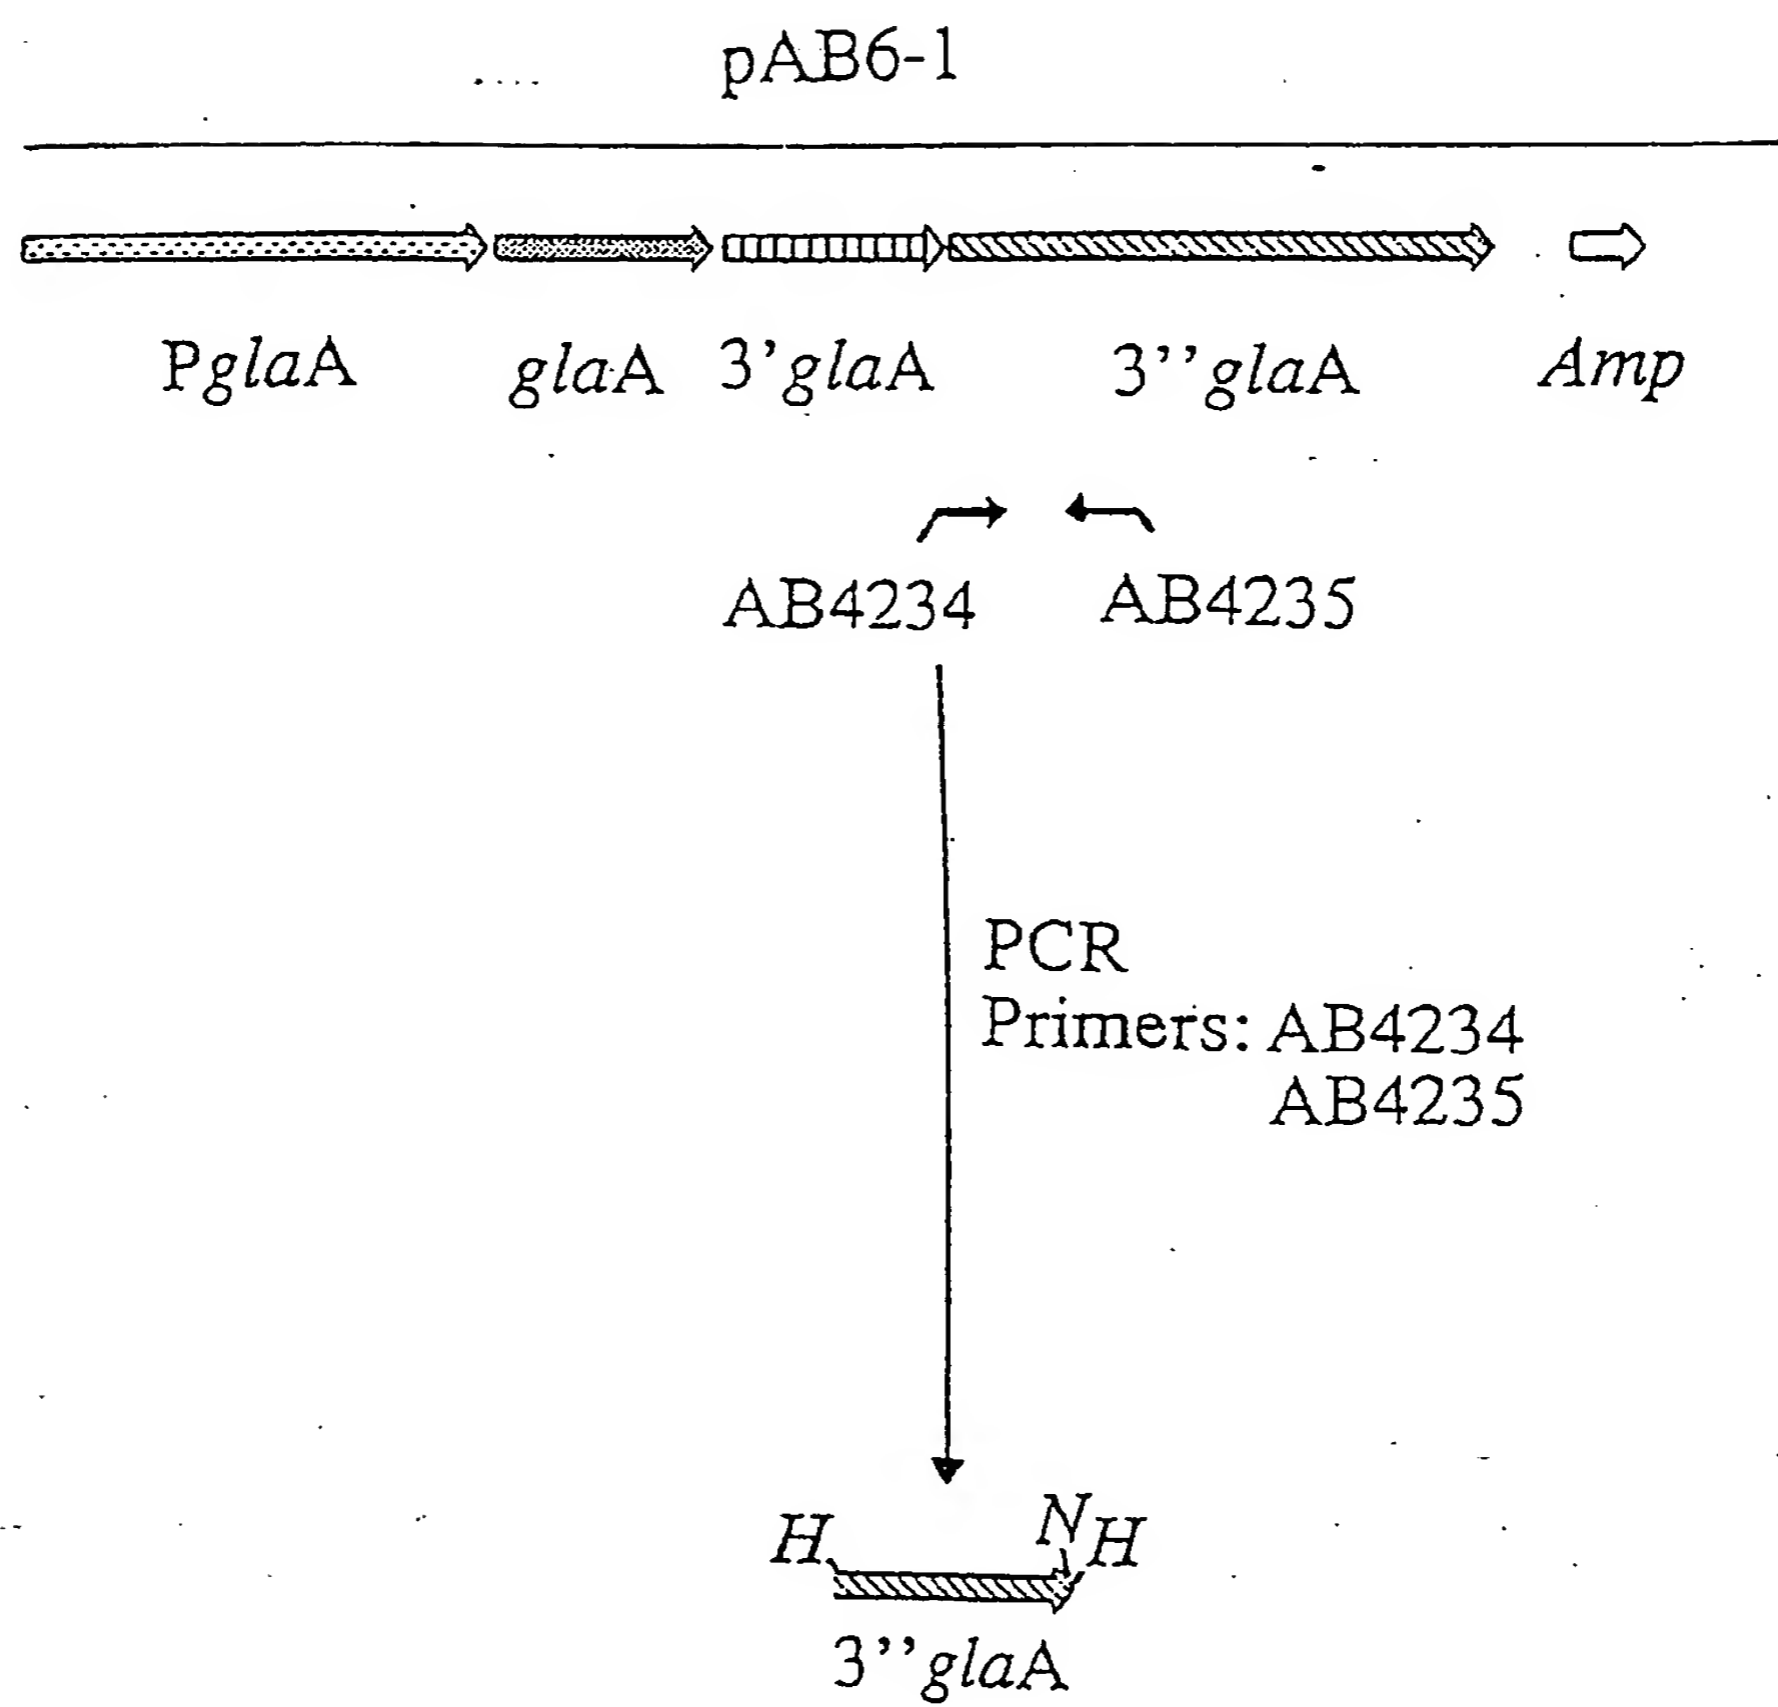 pAB6-1
PglaA glaA 3’glaA 3’’glaA Amp
AB4234 AB4235
PCR
Primers: AB4234
AB4235
H N H
3’’glaA